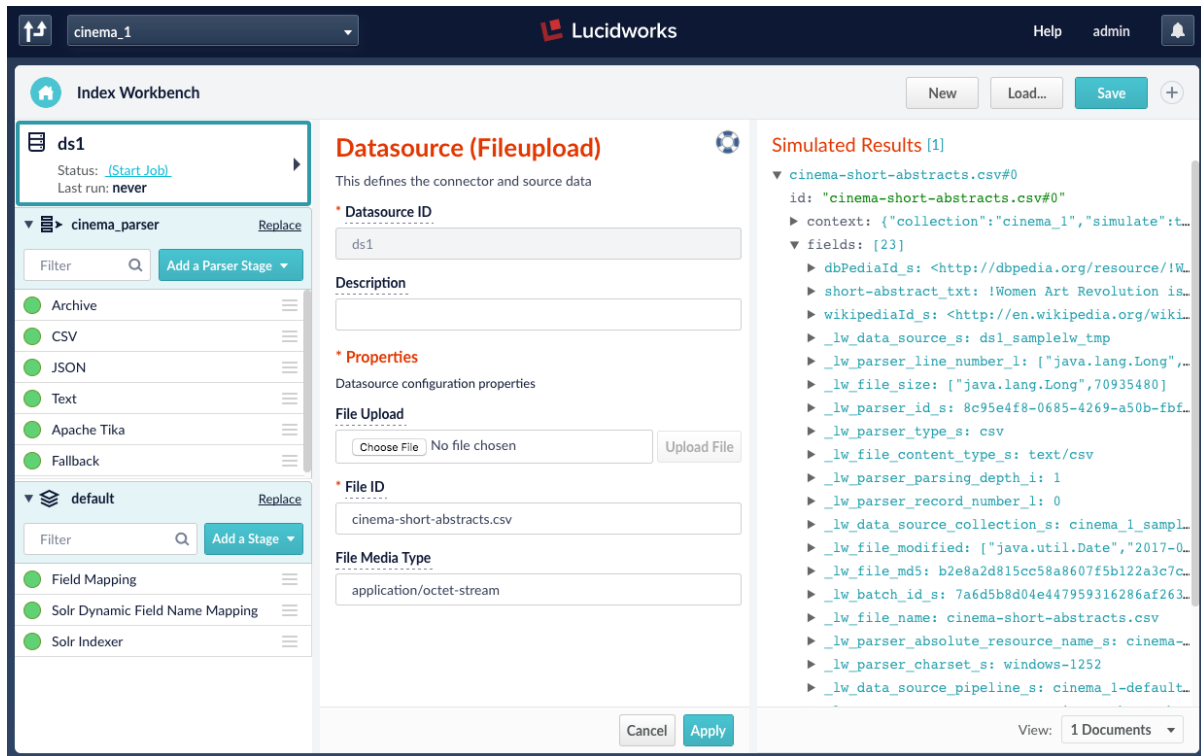 cinema_1
Lucidworks
Help
admin
Index Workbench
New
Load...
Save
ds1
Status: (Start Job)
Last run: never
cinema_parser
Replace
Filter
Add a Parser Stage
Archive
CSV
JSON
Text
Apache Tika
Fallback
default
Replace
Filter
Add a Stage
Field Mapping
Solr Dynamic Field Name Mapping
Solr Indexer
Datasource (Fileupload)
This defines the connector and source data
* Datasource ID
ds1
Description
* Properties
Datasource configuration properties
File Upload
Choose File No file chosen
Upload File
* File ID
cinema-short-abstracts.csv
File Media Type
application/octet-stream
Cancel
Apply
Simulated Results [1]
cinema-short-abstracts.csv#0
id: "cinema-short-abstracts.csv#0"
context: {"collection":"cinema_1","simulate":t…
fields: [23]
dbPediaId_s: <http://dbpedia.org/resource/!W…
short-abstract_txt: !Women Art Revolution is…
wikipediaId_s: <http://en.wikipedia.org/wiki…
_lw_data_source_s: ds1_samplelw_tmp
_lw_parser_line_number_l: ["java.lang.Long",…
_lw_file_size: ["java.lang.Long",70935480]
_lw_parser_id_s: 8c95e4f8-0685-4269-a50b-fbf…
_lw_parser_type_s: csv
_lw_file_content_type_s: text/csv
_lw_parser_parsing_depth_i: 1
_lw_parser_record_number_l: 0
_lw_data_source_collection_s: cinema_1_sampl…
_lw_file_modified: ["java.util.Date","2017-0…
_lw_file_md5: b2e8a2d815cc58a8607f5b122a3c7c…
_lw_batch_id_s: 7a6d5b8d04e447959316286af263…
_lw_file_name: cinema-short-abstracts.csv
_lw_parser_absolute_resource_name_s: cinema-…
_lw_parser_charset_s: windows-1252
_lw_data_source_pipeline_s: cinema_1-default…
View: 1 Documents